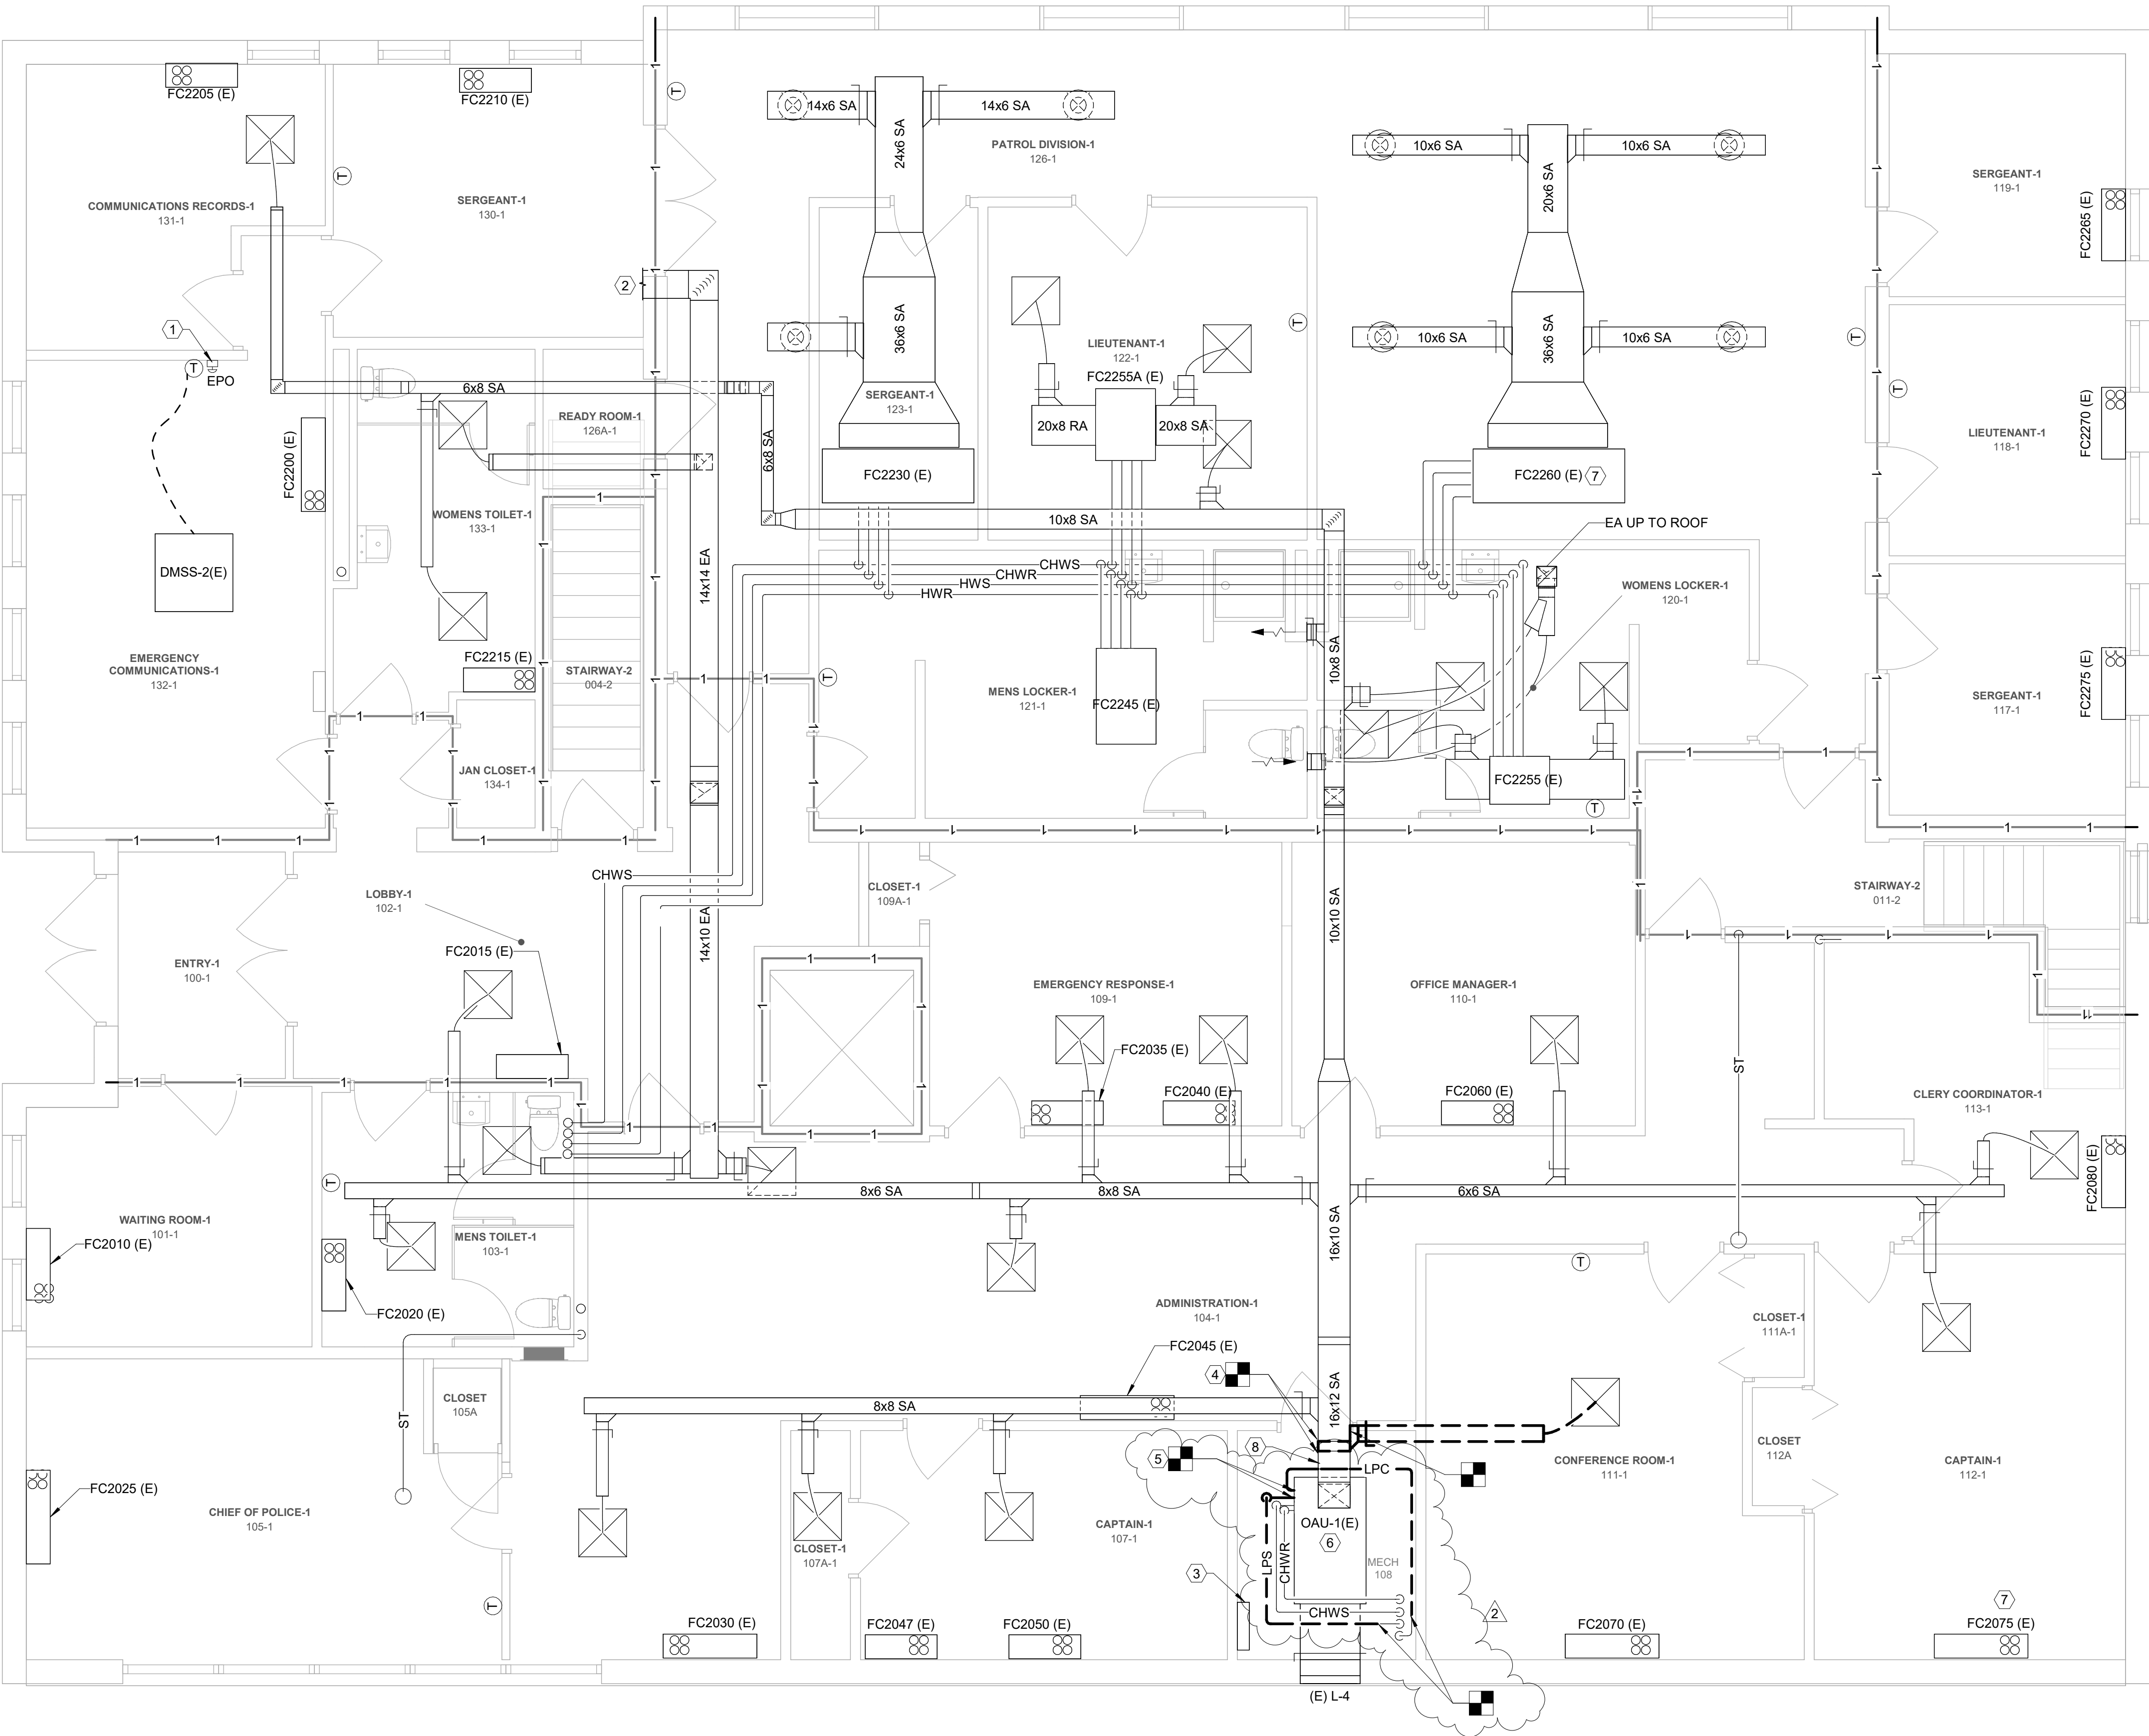 FC2205 (E)
FC2210 (E)
COMMUNICATIONS RECORDS-1
131-1
SERGEANT-1
130-1
T
T
14x6 SA
14x6 SA
24x6 SA
36x6 SA
PATROL DIVISION-1
126-1
10x6 SA
10x6 SA
20x6 SA
36x6 SA
10x6 SA
10x6 SA
SERGEANT-1
119-1
FC2265 (E)
2
1
T
EPO
LIEUTENANT-1
122-1
FC2255A (E)
20x8 RA
20x8 SA
T
T
T
SERGEANT-1
123-1
FC2230 (E)
FC2260 (E)
7
LIEUTENANT-1
118-1
FC2270 (E)
6x8 SA
6x8 SA
READY ROOM-1
126A-1
FC2200 (E)
WOMENS TOILET-1
133-1
10x8 SA
EA UP TO ROOF
DMSS-2(E)
14x14 EA
CHWS
CHWR
HWS
HWR
WOMENS LOCKER-1
120-1
EMERGENCY
COMMUNICATIONS-1
132-1
FC2215 (E)
STAIRWAY-2
004-2
T
10x8 SA
MENS LOCKER-1
121-1
FC2245 (E)
SERGEANT-1
117-1
FC2275 (E)
JAN CLOSET-1
134-1
FC2255 (E)
T
CHWS
LOBBY-1
102-1
CLOSET-1
109A-1
STAIRWAY-2
011-2
14x10 EA
10x10 SA
FC2015 (E)
ENTRY-1
100-1
EMERGENCY RESPONSE-1
109-1
OFFICE MANAGER-1
110-1
FC2035 (E)
FC2040 (E)
FC2060 (E)
ST
CLERY COORDINATOR-1
113-1
FC2080 (E)
T
8x6 SA
8x8 SA
6x6 SA
WAITING ROOM-1
101-1
FC2010 (E)
MENS TOILET-1
103-1
16x10 SA
T
FC2020 (E)
ADMINISTRATION-1
104-1
CLOSET-1
111A-1
FC2045 (E)
4
CLOSET
105A
ST
8x8 SA
16x12 SA
8
5
LPC
CONFERENCE ROOM-1
111-1
CLOSET
112A
CAPTAIN-1
112-1
FC2025 (E)
CHIEF OF POLICE-1
105-1
CAPTAIN-1
107-1
OAU-1(E)
6
CLOSET-1
107A-1
LPS
CHWR
MECH
108
3
CHWS
2
T
7
FC2030 (E)
FC2047 (E)
FC2050 (E)
FC2070 (E)
FC2075 (E)
(E) L-4